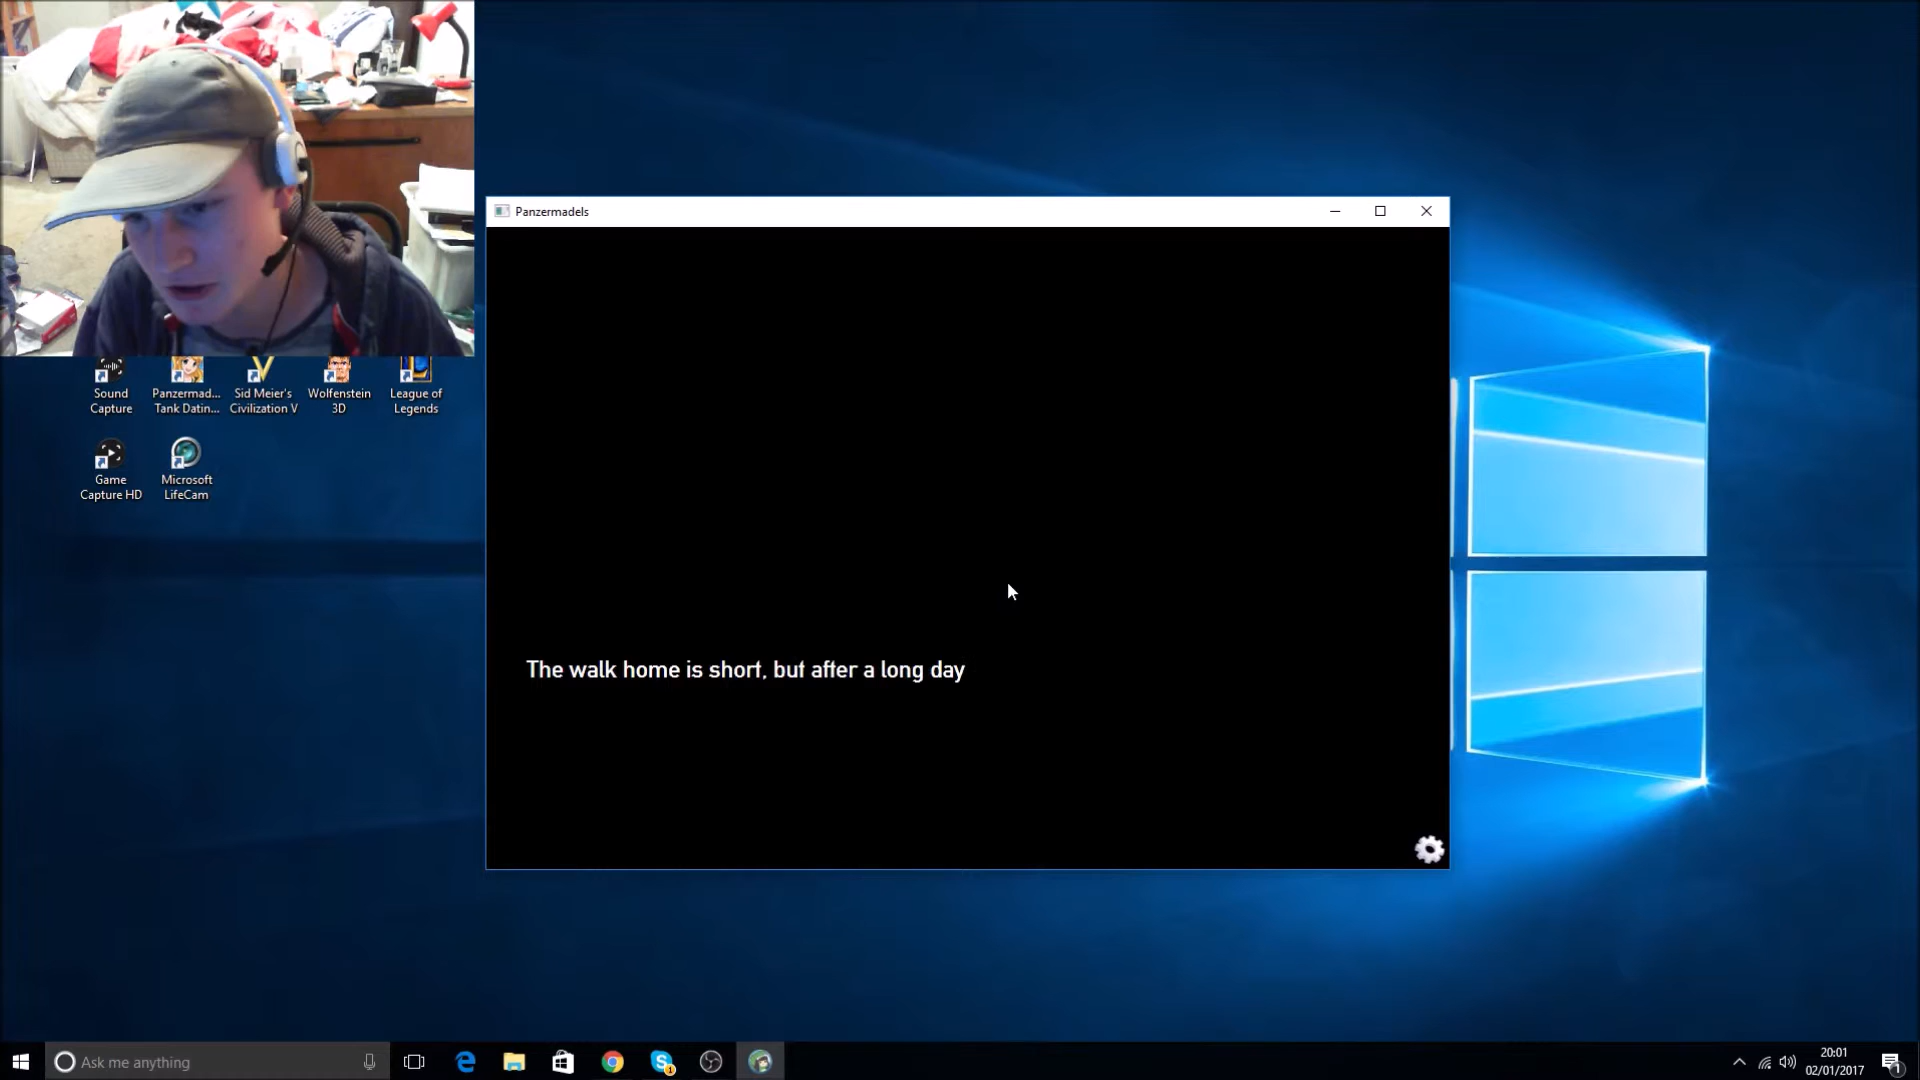 Panzermadels
Sound
Capture
Panzermad...
Tank Datin...
Sid Meier's
Civilization V
Wolfenstein
3D
League of
Legends
Game
Capture HD
Microsoft
LifeCam
The walk home is short, but after a long day
Ask me anything
20:01
02/01/2017